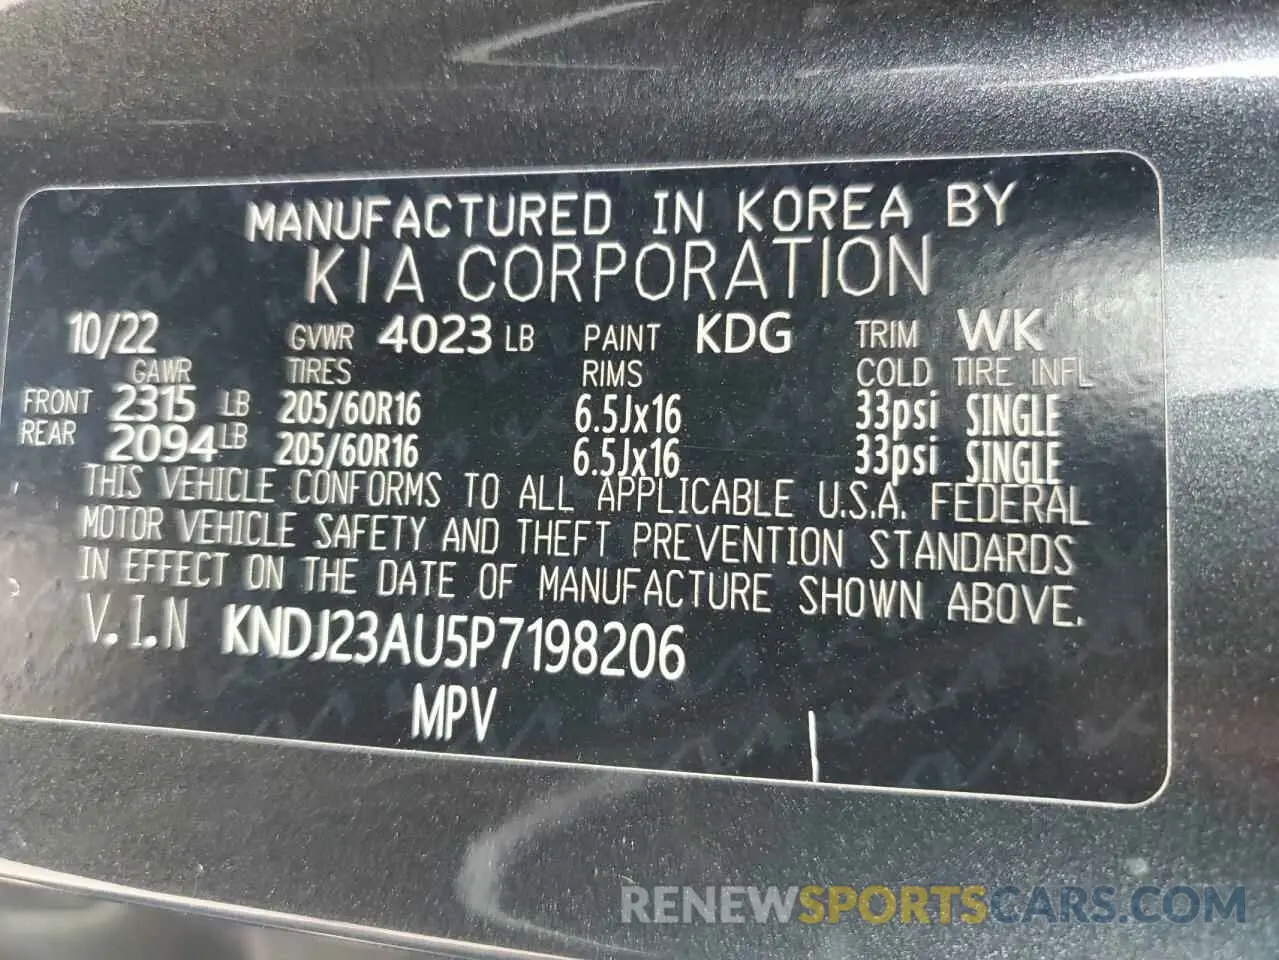 MANUFACTURED IN KOREA BY
KIA CORPORATION
10/22 GVWR 4023 LB PAINT KDG TRIM WK
GAWR TIRES RIMS COLD TIRE INFL
FRONT 2315 LB 205/60R16 6.5Jx16 33psi SINGLE
REAR 2094 LB 205/60R16 6.5Jx16 33psi SINGLE
THIS VEHICLE CONFORMS TO ALL APPLICABLE U.S.A. FEDERAL
MOTOR VEHICLE SAFETY AND THEFT PREVENTION STANDARDS
IN EFFECT ON THE DATE OF MANUFACTURE SHOWN ABOVE.
V.I.N KNDJ23AU5P7198206
MPV
RENEWSPORTSCARS.COM